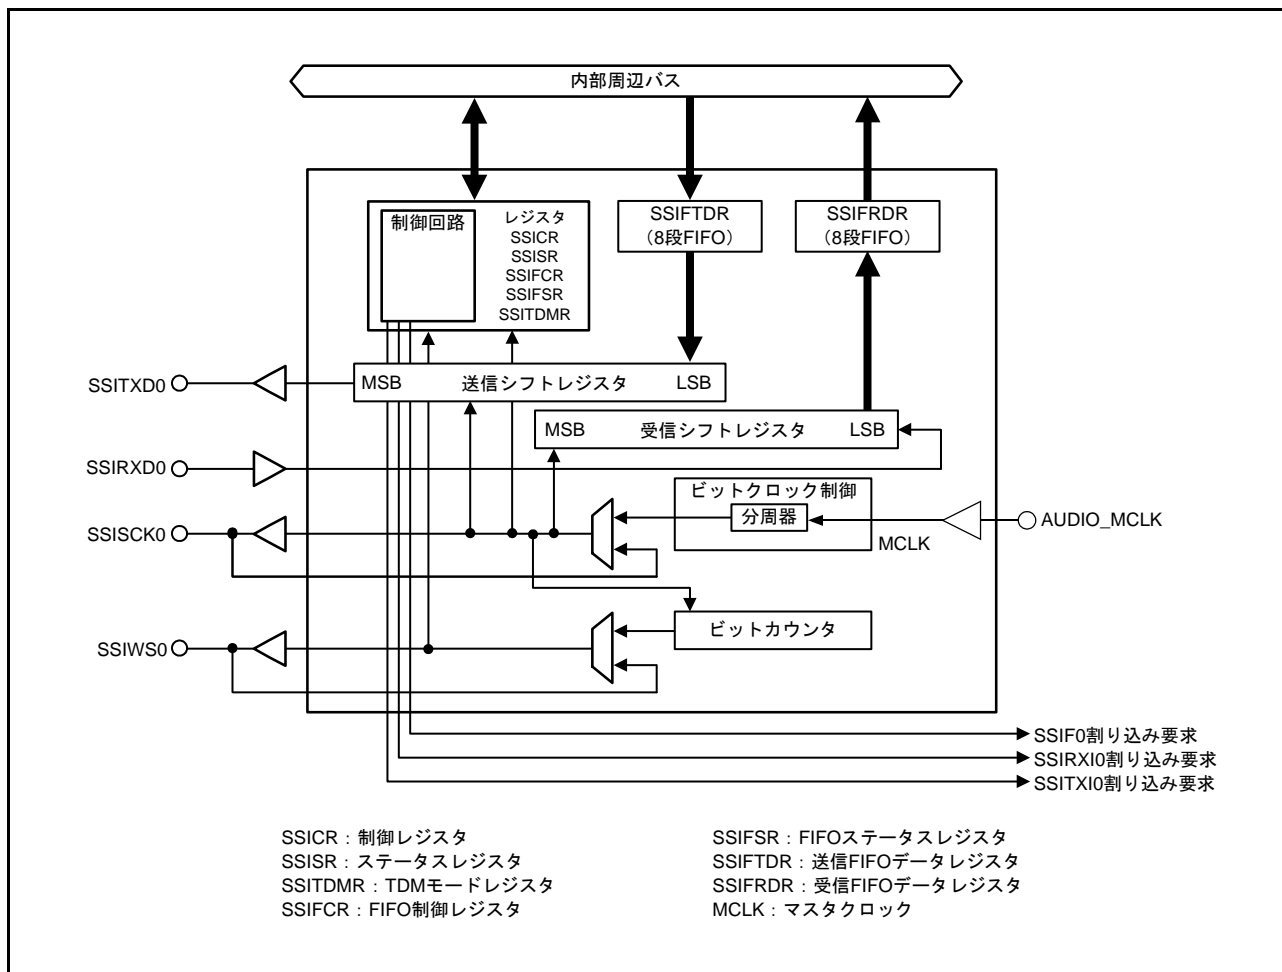 内部周辺バス
制御回路
レジスタ
SSICR
SSISR
SSIFCR
SSIFSR
SSITDMR
SSIFTDR
(8段FIFO)
SSIFRDR
(8段FIFO)
SSITXD0
MSB 送信シフトレジスタ LSB
MSB 受信シフトレジスタ LSB
SSIRXD0
ビットクロック制御
分周器
MCLK
AUDIO_MCLK
SSISCK0
ビットカウンタ
SSIWS0
SSIF0割り込み要求
SSIRXI0割り込み要求
SSITXI0割り込み要求
SSICR:制御レジスタ
SSISR:ステータスレジスタ
SSITDMR:TDMモードレジスタ
SSIFCR:FIFO制御レジスタ
SSIFSR:FIFOステータスレジスタ
SSIFTDR:送信FIFOデータレジスタ
SSIFRDR:受信FIFOデータレジスタ
MCLK:マスタクロック